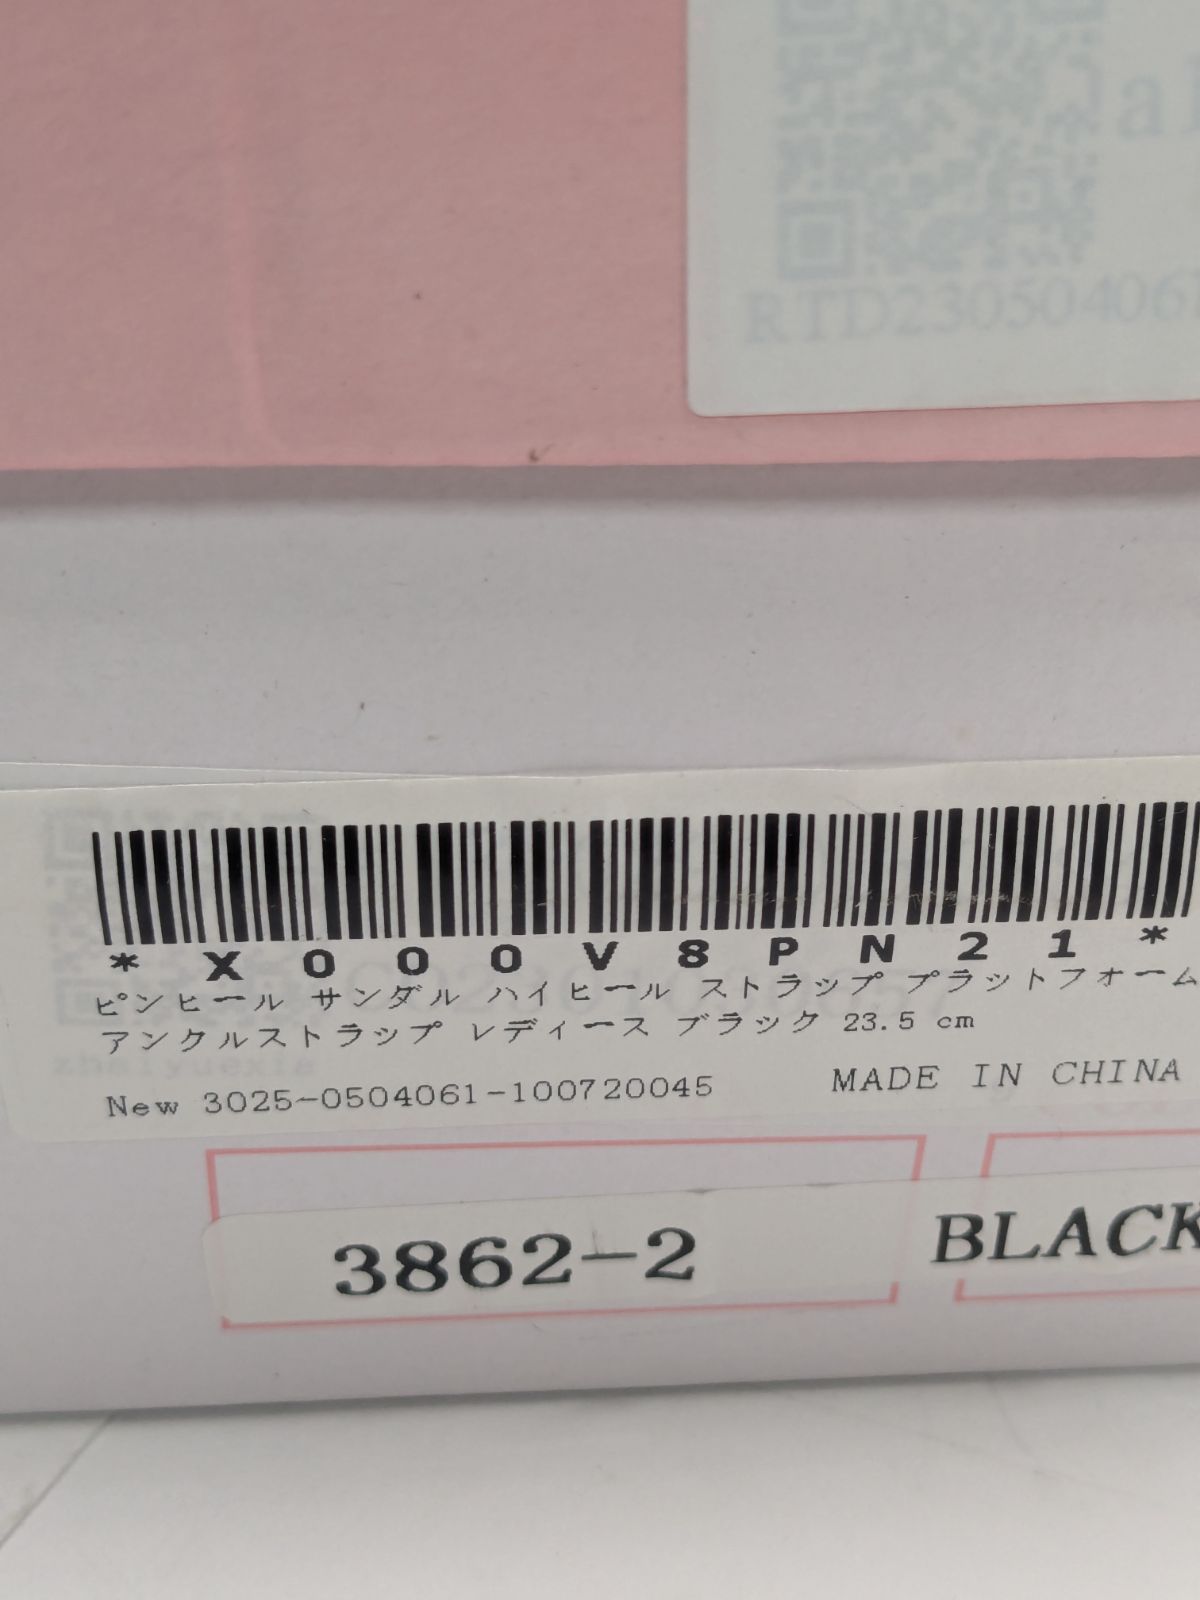 RTD23050406
*X000V8PN21*
ピンヒール サンダル ハイヒール ストラップ プラットフォーム
アンクルストラップ レディース ブラック 23.5 cm
zhaiyuexia
New 3025-0504061-100720045 MADE IN CHINA
3862-2 BLACK